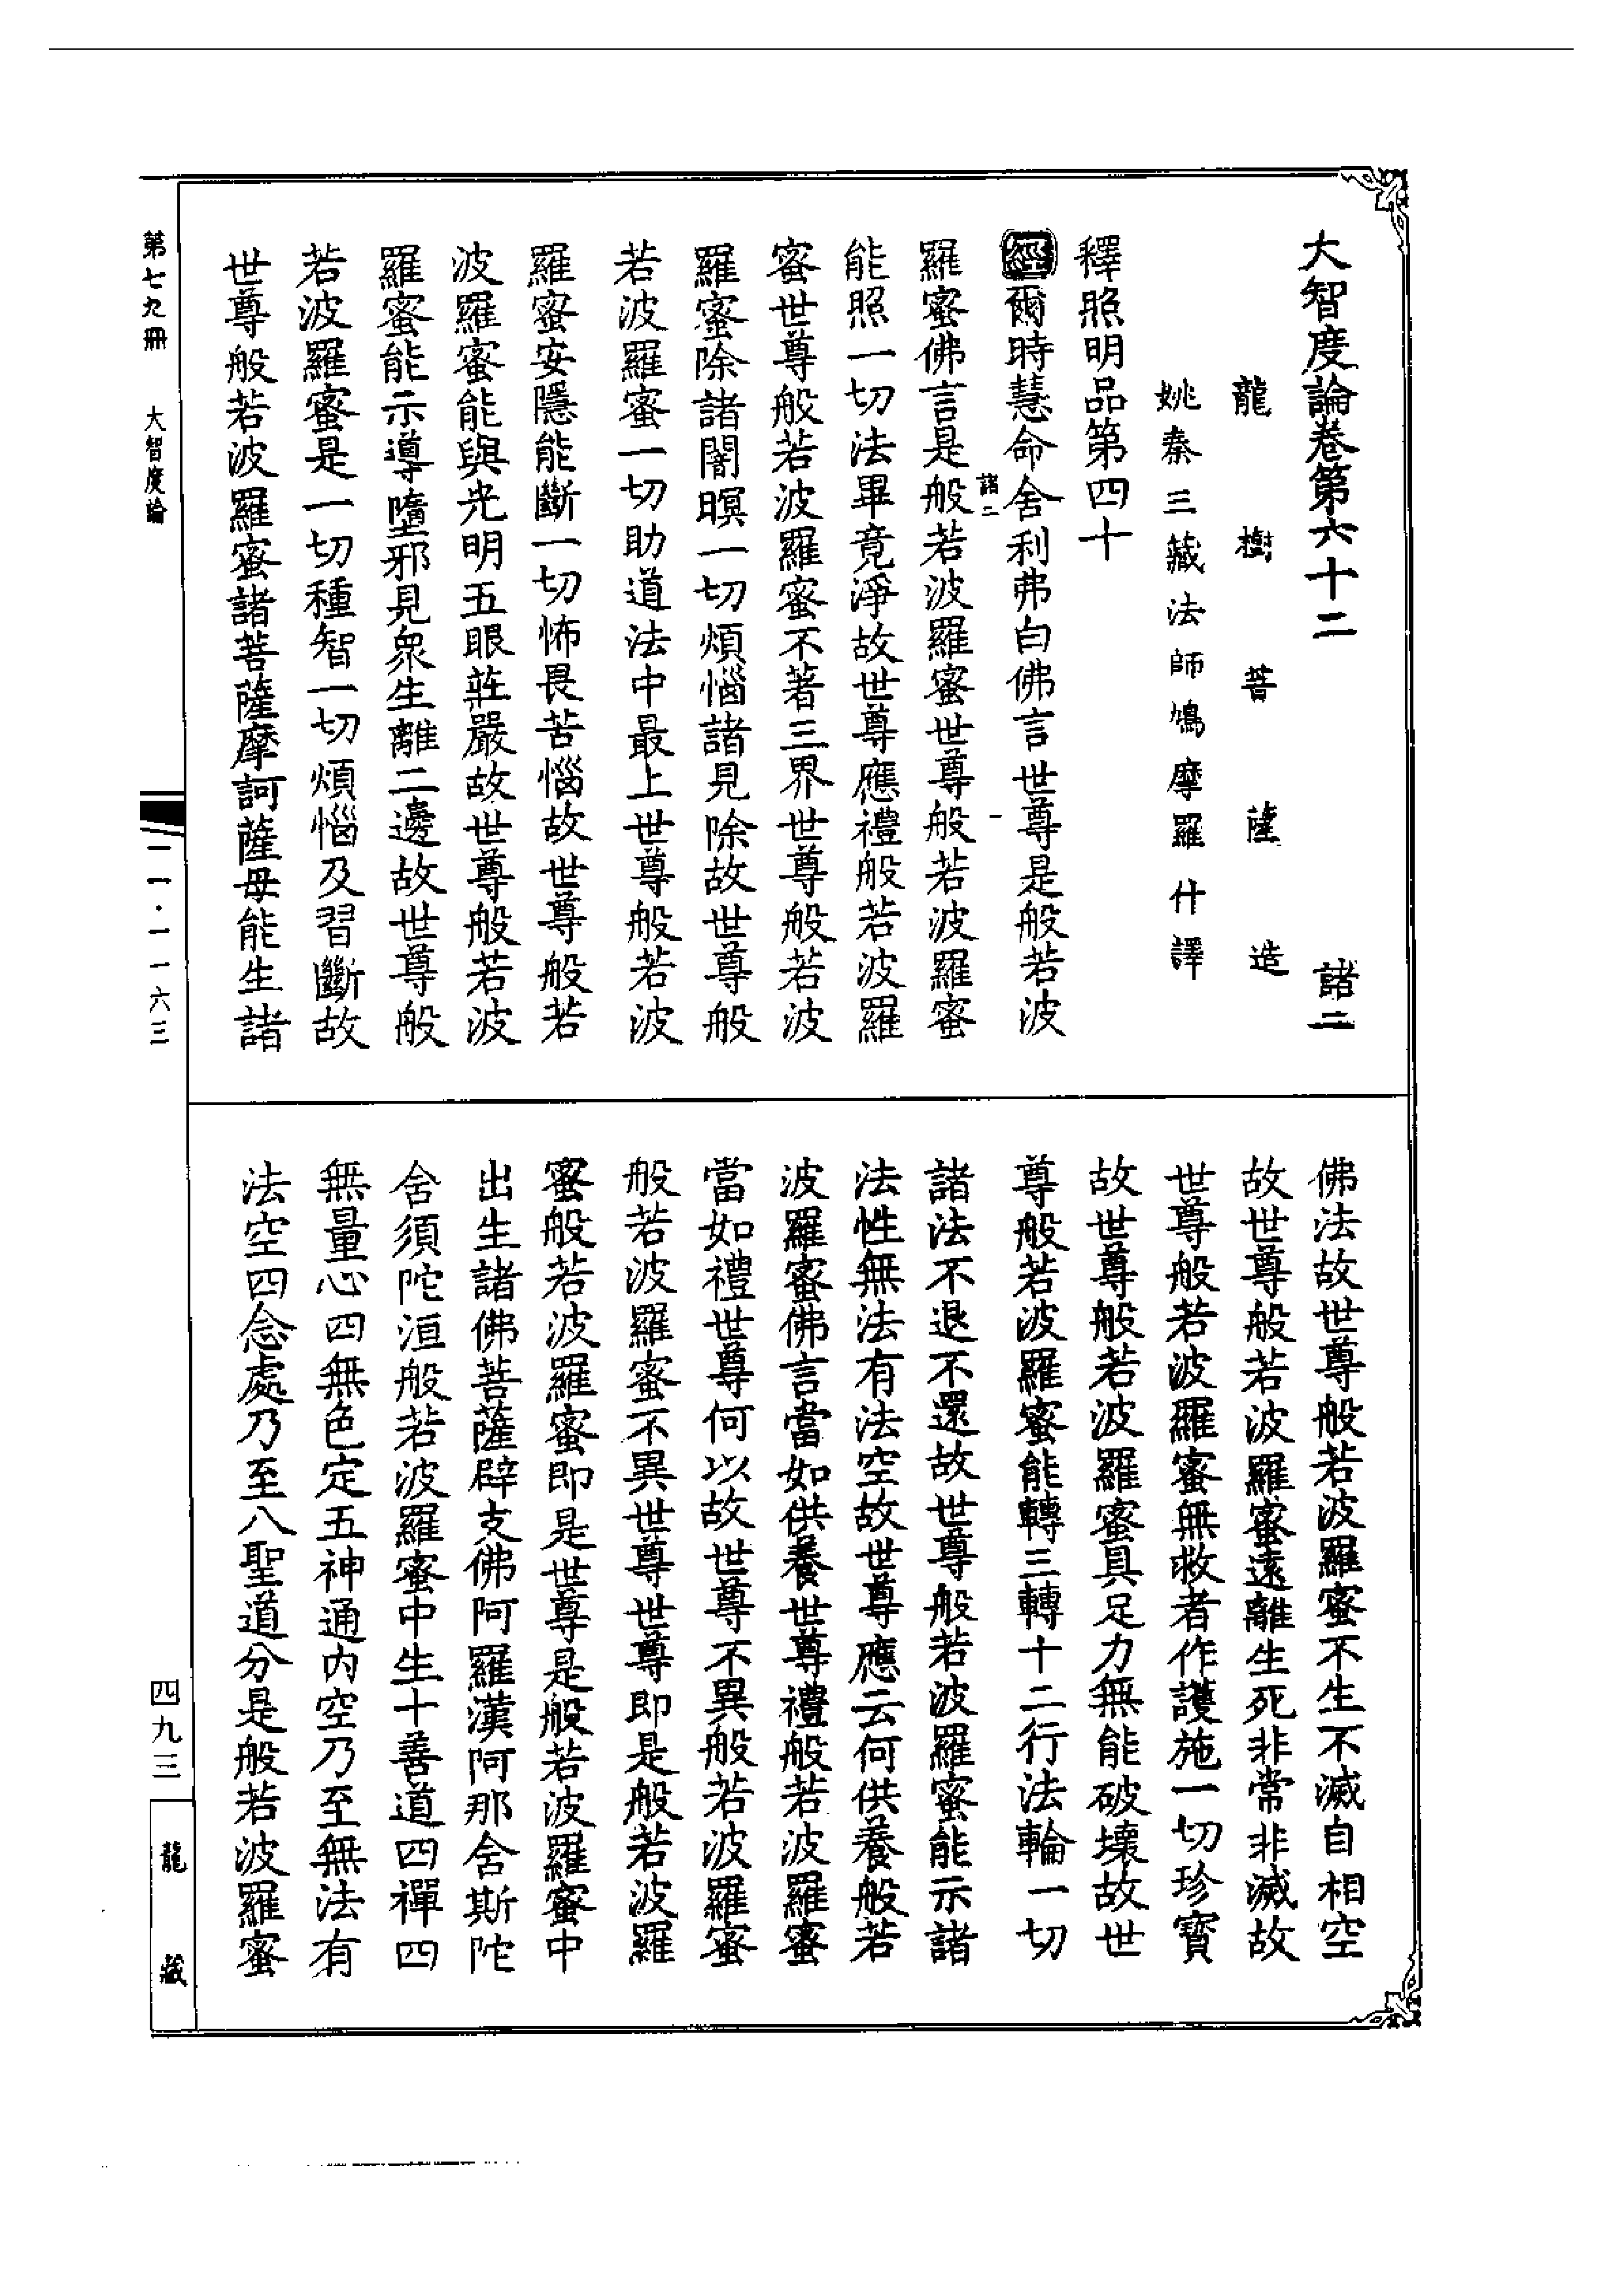 大智度論卷第六十二 諸二
龍樹菩薩造
姚秦三藏法師鳩摩羅什譯
釋照明品第四十
經爾時慧命舍利弗白佛言世尊是般若波
諸二 一
羅蜜佛言是般若波羅蜜世尊般若波羅蜜
能照一切法畢竟淨故世尊應禮般若波羅
蜜世尊般若波羅蜜不著三界世尊般若波
羅蜜除諸闇暝一切煩惱諸見除故世尊般
若波羅蜜一切助道法中最上世尊般若波
羅蜜安隱能斷一切怖畏苦惱故世尊般若
波羅蜜能與光明五眼莊嚴故世尊般若波
羅蜜能示導墮邪見衆生離二邊故世尊般
若波羅蜜是一切種智一切煩惱及習斷故
世尊般若波羅蜜諸菩薩摩訶薩母能生諸
佛法故世尊般若波羅蜜不生不滅自相空
故世尊般若波羅蜜遠離生死非常非滅故
世尊般若波羅蜜無救者作護施一切珍寶
故世尊般若波羅蜜具足力無能破壞故世
尊般若波羅蜜能轉三轉十二行法輪一切
諸法不退不還故世尊般若波羅蜜能示諸
法性無法有法空故世尊應云何供養般若
波羅蜜佛言當如供養世尊禮般若波羅蜜
當如禮世尊何以故世尊不異般若波羅蜜
般若波羅蜜不異世尊世尊即是般若波羅
蜜般若波羅蜜即是世尊是般若波羅蜜中
出生諸佛菩薩辟支佛阿羅漢阿那舍斯陀
含須陀洹般若波羅蜜中生十善道四禪四
無量心四無色定五神通內空乃至無法有
法空四念處乃至八聖道分是般若波羅蜜
第七九冊 大智度論
一一·一一六三
四九三
龍藏